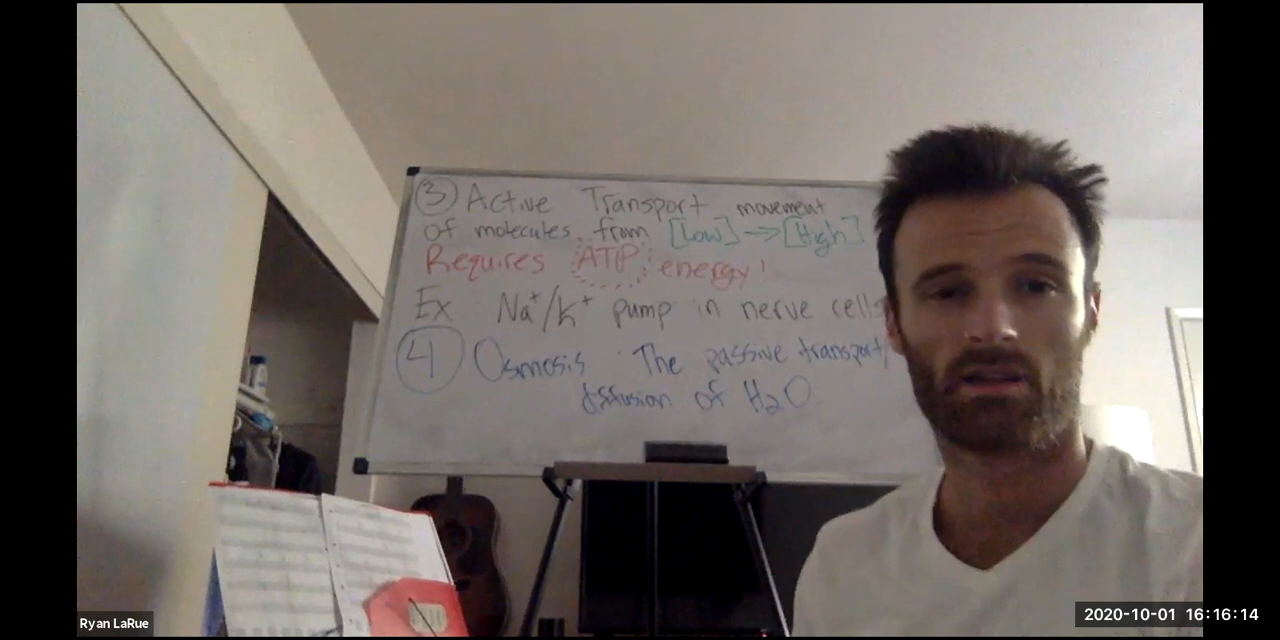 ③ Active Transport movement
of molecules from [Low] → [High]
Requires ATP energy!
Ex Na⁺/K⁺ pump in nerve cells
④ Osmosis: The passive transport/
diffusion of H₂O
Ryan LaRue
2020-10-01 16:16:14